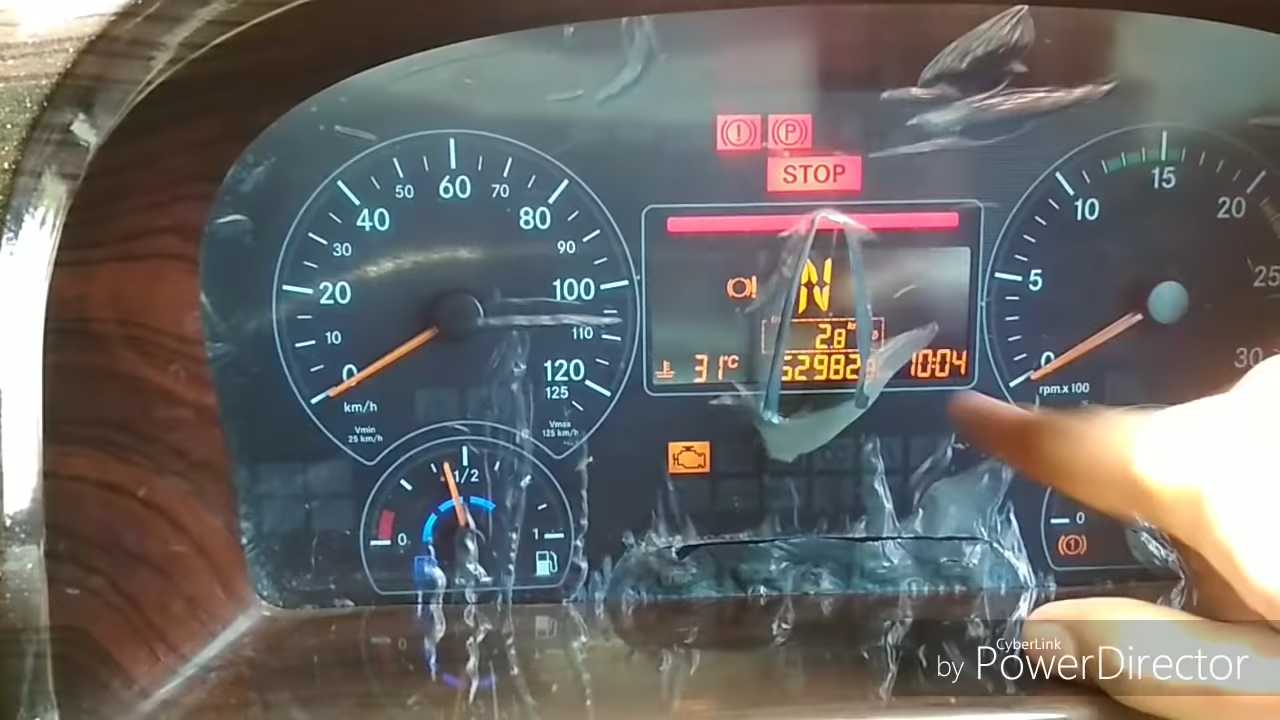 60
50 70
40 80
30 90
20 100
10 110
0 120
125
km/h
Vmin
25 km/h
Vmax
125 km/h
1/2
0 1
P
STOP
N
2.8
31°C 10:04
5
10
15
20
25
30
0
rpm.x 100
0
1
CyberLink
by PowerDirector